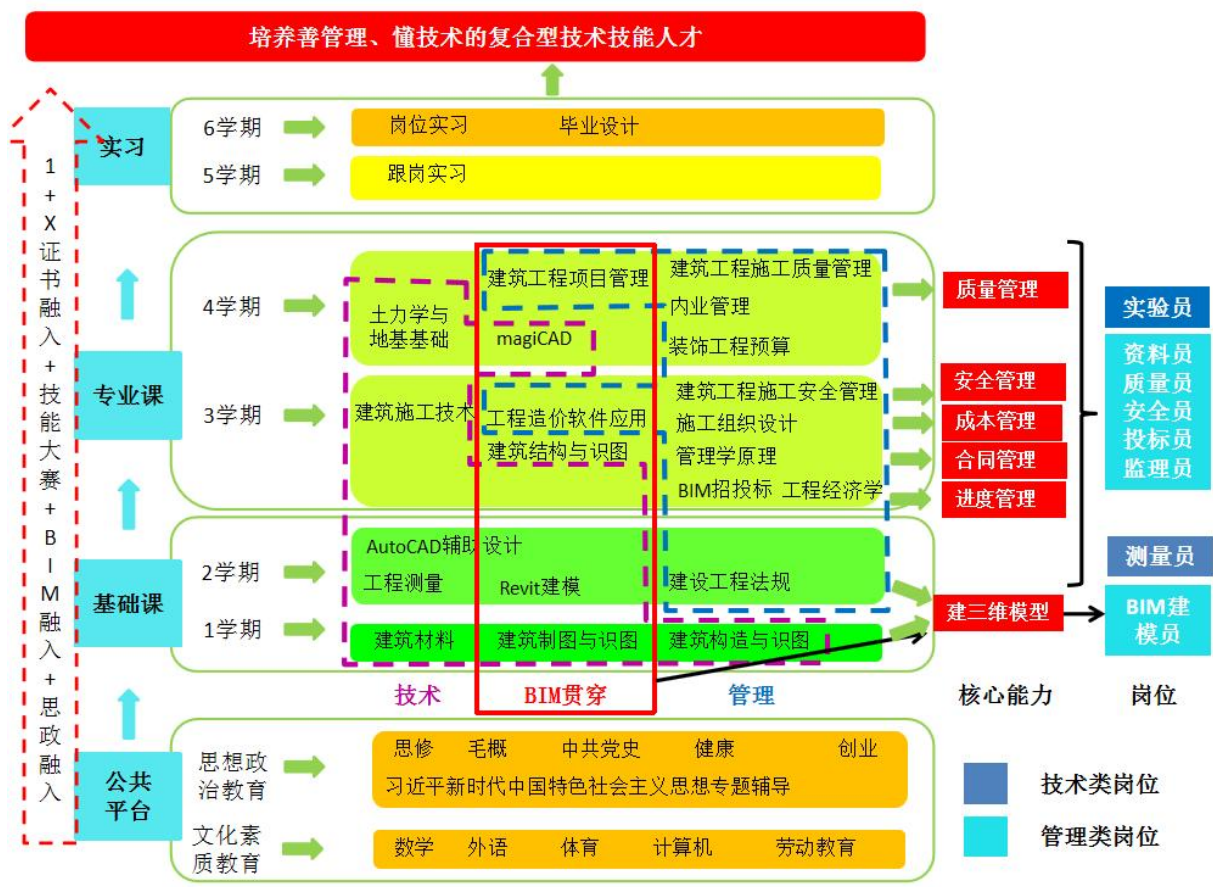 培养善管理、懂技术的复合型技术技能人才
1+X证书融入+技能大赛+BIM融入+思政融入
实习
6学期
岗位实习 毕业设计
5学期
跟岗实习
专业课
4学期
土力学与
地基基础
建筑工程项目管理
magiCAD
建筑工程施工质量管理
内业管理
装饰工程预算
3学期
建筑施工技术
工程造价软件应用
建筑结构与识图
建筑工程施工安全管理
施工组织设计
管理学原理
BIM招投标 工程经济学
基础课
2学期
AutoCAD辅助设计
工程测量
Revit建模
建设工程法规
1学期
建筑材料
建筑制图与识图
建筑构造与识图
技术
BIM贯穿
管理
质量管理
安全管理
成本管理
合同管理
进度管理
建三维模型
核心能力
实验员
资料员
质量员
安全员
投标员
监理员
测量员
BIM建
模员
岗位
公共
平台
思想政
治教育
思修 毛概 中共党史 健康 创业
习近平新时代中国特色社会主义思想专题辅导
文化素
质教育
数学 外语 体育 计算机 劳动教育
技术类岗位
管理类岗位